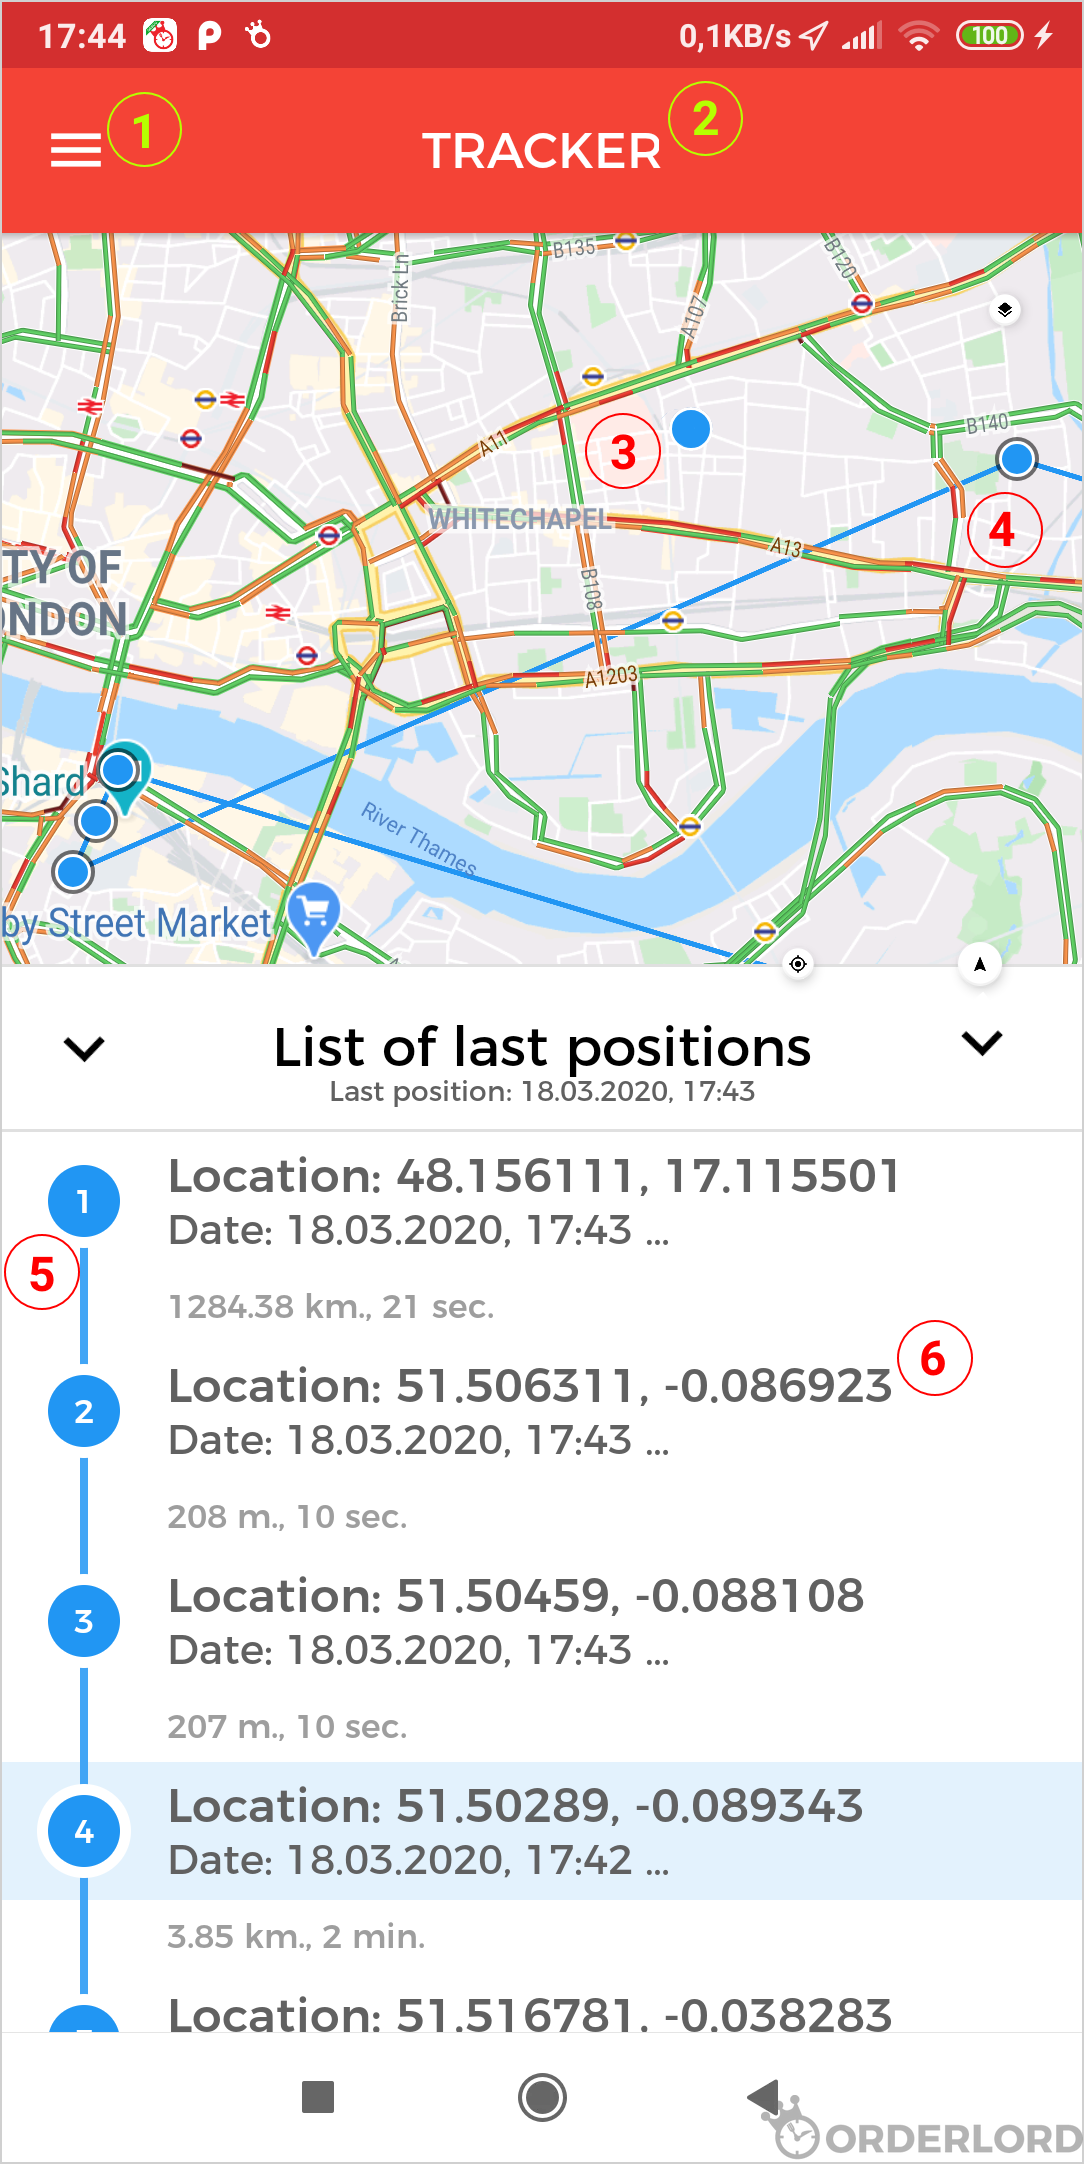 17:44
0,1KB/s
100
1
TRACKER
2
B135
B120
Brick Ln
A107
A11
3
B140
4
WHITECHAPEL
A13
TY OF
NDON
B108
A1203
Shard
River Thames
by Street Market
List of last positions
Last position: 18.03.2020, 17:43
1
Location: 48.156111, 17.115501
Date: 18.03.2020, 17:43 ...
5
1284.38 km., 21 sec.
6
2
Location: 51.506311, -0.086923
Date: 18.03.2020, 17:43 ...
208 m., 10 sec.
3
Location: 51.50459, -0.088108
Date: 18.03.2020, 17:43 ...
207 m., 10 sec.
4
Location: 51.50289, -0.089343
Date: 18.03.2020, 17:42 ...
3.85 km., 2 min.
Location: 51.516781, -0.038283
ORDERLORD